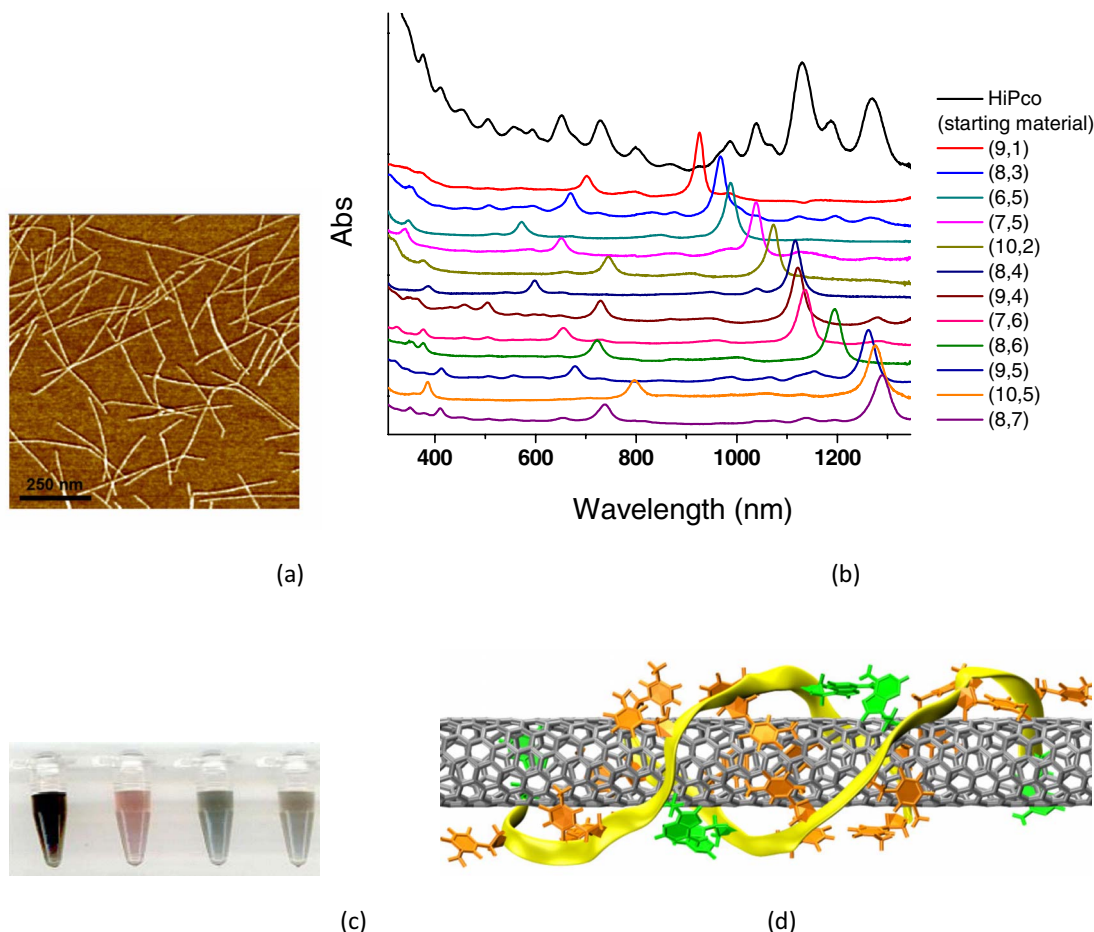 250 nm
(a)
Abs
400
600
800
1000
1200
Wavelength (nm)
HiPco
(starting material)
(9,1)
(8,3)
(6,5)
(7,5)
(10,2)
(8,4)
(9,4)
(7,6)
(8,6)
(9,5)
(10,5)
(8,7)
(b)
(c)
(d)